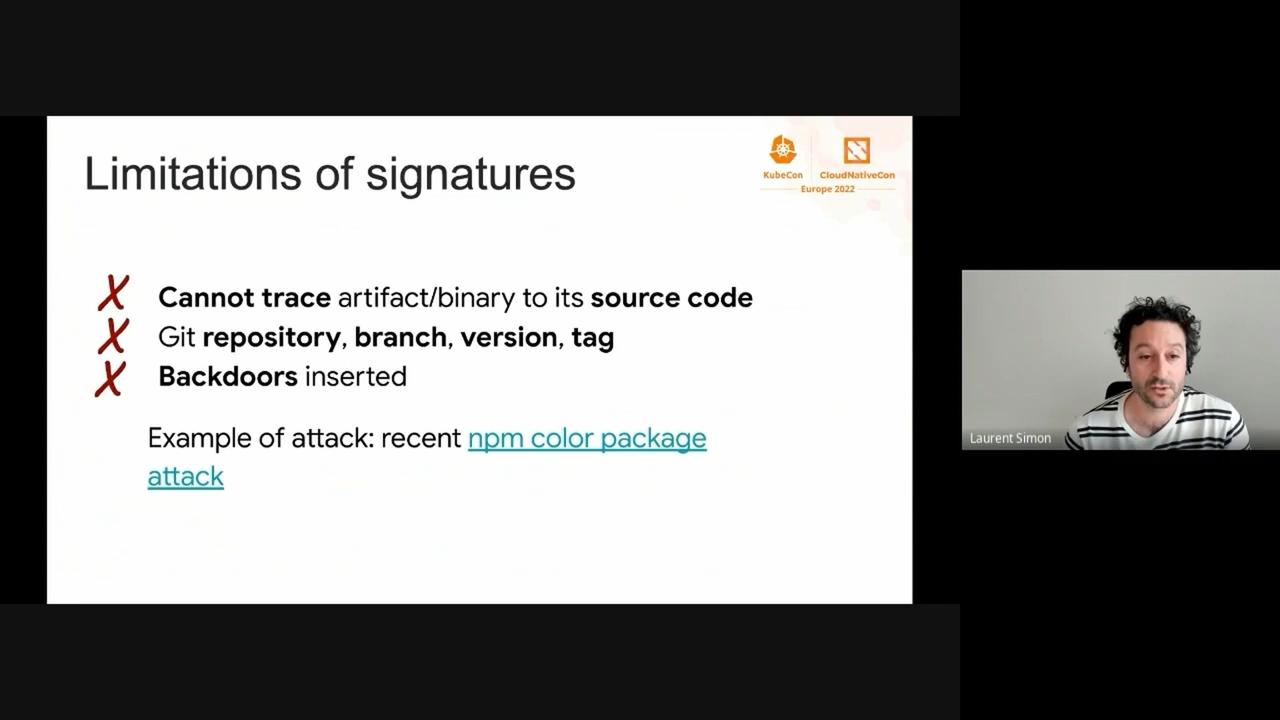 Limitations of signatures
KubeCon
CloudNativeCon
Europe 2022
✗ Cannot trace artifact/binary to its source code
✗ Git repository, branch, version, tag
✗ Backdoors inserted
Example of attack: recent npm color package
attack
Laurent Simon